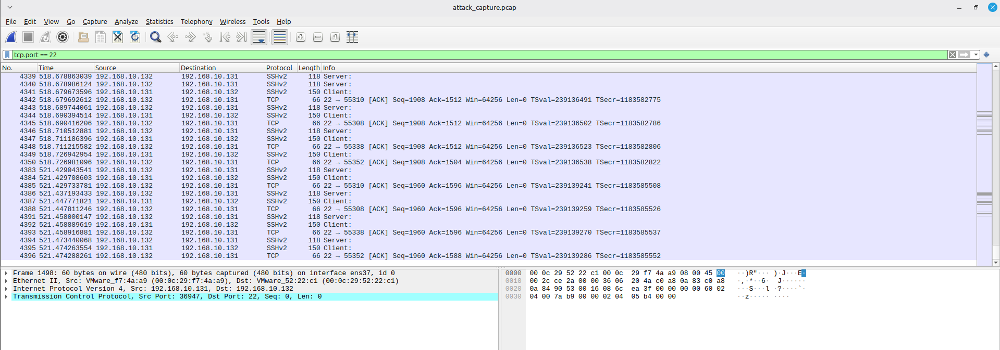 attack_capture.pcap
File Edit View Go Capture Analyze Statistics Telephony Wireless Tools Help
tcp.port == 22
No. Time Source Destination Protocol Length Info
4339 518.678863039 192.168.10.132 192.168.10.131 SSHv2 118 Server:
4340 518.678986124 192.168.10.132 192.168.10.131 SSHv2 118 Server:
4341 518.679673596 192.168.10.131 192.168.10.132 SSHv2 150 Client:
4342 518.679692612 192.168.10.132 192.168.10.131 TCP 66 22 → 55310 [ACK] Seq=1908 Ack=1512 Win=64256 Len=0 TSval=239136491 TSecr=1183582775
4343 518.689744061 192.168.10.132 192.168.10.131 SSHv2 118 Server:
4344 518.690394514 192.168.10.131 192.168.10.132 SSHv2 150 Client:
4345 518.690416206 192.168.10.132 192.168.10.131 TCP 66 22 → 55308 [ACK] Seq=1908 Ack=1512 Win=64256 Len=0 TSval=239136502 TSecr=1183582786
4346 518.710512881 192.168.10.132 192.168.10.131 SSHv2 118 Server:
4347 518.711186396 192.168.10.131 192.168.10.132 SSHv2 150 Client:
4348 518.711215582 192.168.10.132 192.168.10.131 TCP 66 22 → 55338 [ACK] Seq=1908 Ack=1512 Win=64256 Len=0 TSval=239136523 TSecr=1183582806
4349 518.726942954 192.168.10.131 192.168.10.132 SSHv2 150 Client:
4350 518.726981096 192.168.10.132 192.168.10.131 TCP 66 22 → 55352 [ACK] Seq=1908 Ack=1504 Win=64256 Len=0 TSval=239136538 TSecr=1183582822
4383 521.429043541 192.168.10.132 192.168.10.131 SSHv2 118 Server:
4384 521.429708603 192.168.10.131 192.168.10.132 SSHv2 150 Client:
4385 521.429733781 192.168.10.132 192.168.10.131 TCP 66 22 → 55310 [ACK] Seq=1960 Ack=1596 Win=64256 Len=0 TSval=239139241 TSecr=1183585508
4386 521.437193433 192.168.10.132 192.168.10.131 SSHv2 118 Server:
4387 521.447771821 192.168.10.131 192.168.10.132 SSHv2 150 Client:
4388 521.447811246 192.168.10.132 192.168.10.131 TCP 66 22 → 55308 [ACK] Seq=1960 Ack=1596 Win=64256 Len=0 TSval=239139259 TSecr=1183585526
4391 521.458000147 192.168.10.132 192.168.10.131 SSHv2 118 Server:
4392 521.458889619 192.168.10.131 192.168.10.132 SSHv2 150 Client:
4393 521.458916881 192.168.10.132 192.168.10.131 TCP 66 22 → 55338 [ACK] Seq=1960 Ack=1596 Win=64256 Len=0 TSval=239139270 TSecr=1183585537
4394 521.473440068 192.168.10.132 192.168.10.131 SSHv2 118 Server:
4395 521.474263554 192.168.10.131 192.168.10.132 SSHv2 150 Client:
4396 521.474288261 192.168.10.132 192.168.10.131 TCP 66 22 → 55352 [ACK] Seq=1960 Ack=1588 Win=64256 Len=0 TSval=239139286 TSecr=1183585552
Frame 1498: 60 bytes on wire (480 bits), 60 bytes captured (480 bits) on interface ens37, id 0
Ethernet II, Src: VMware_f7:4a:a9 (00:0c:29:f7:4a:a9), Dst: VMware_52:22:c1 (00:0c:29:52:22:c1)
Internet Protocol Version 4, Src: 192.168.10.131, Dst: 192.168.10.132
Transmission Control Protocol, Src Port: 36947, Dst Port: 22, Seq: 0, Len: 0
0000 00 0c 29 52 22 c1 00 0c 29 f7 4a a9 08 00 45 00 ··)R"··· )·J···E·
0010 00 2c ce 2a 00 00 36 06 20 4a c0 a8 0a 83 c0 a8 ·,·*··6· J······
0020 0a 84 90 53 00 16 08 6c ea 3f 00 00 00 00 60 02 ···S···l ·?····`·
0030 04 00 7a b9 00 00 02 04 05 b4 00 00 ··z····· ····